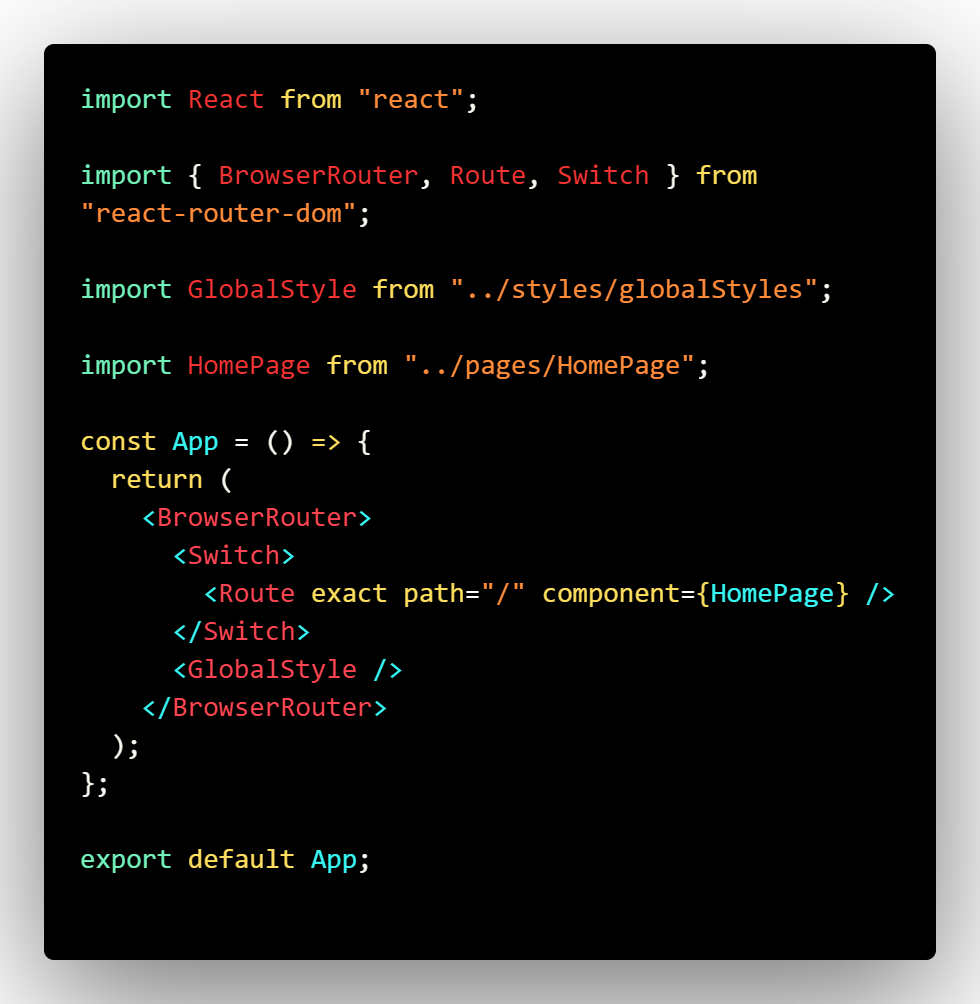 import React from "react";
import { BrowserRouter, Route, Switch } from
"react-router-dom";
import GlobalStyle from "../styles/globalStyles";
import HomePage from "../pages/HomePage";
const App = () => {
  return (
    <BrowserRouter>
      <Switch>
        <Route exact path="/" component={HomePage} />
      </Switch>
      <GlobalStyle />
    </BrowserRouter>
  );
};
export default App;